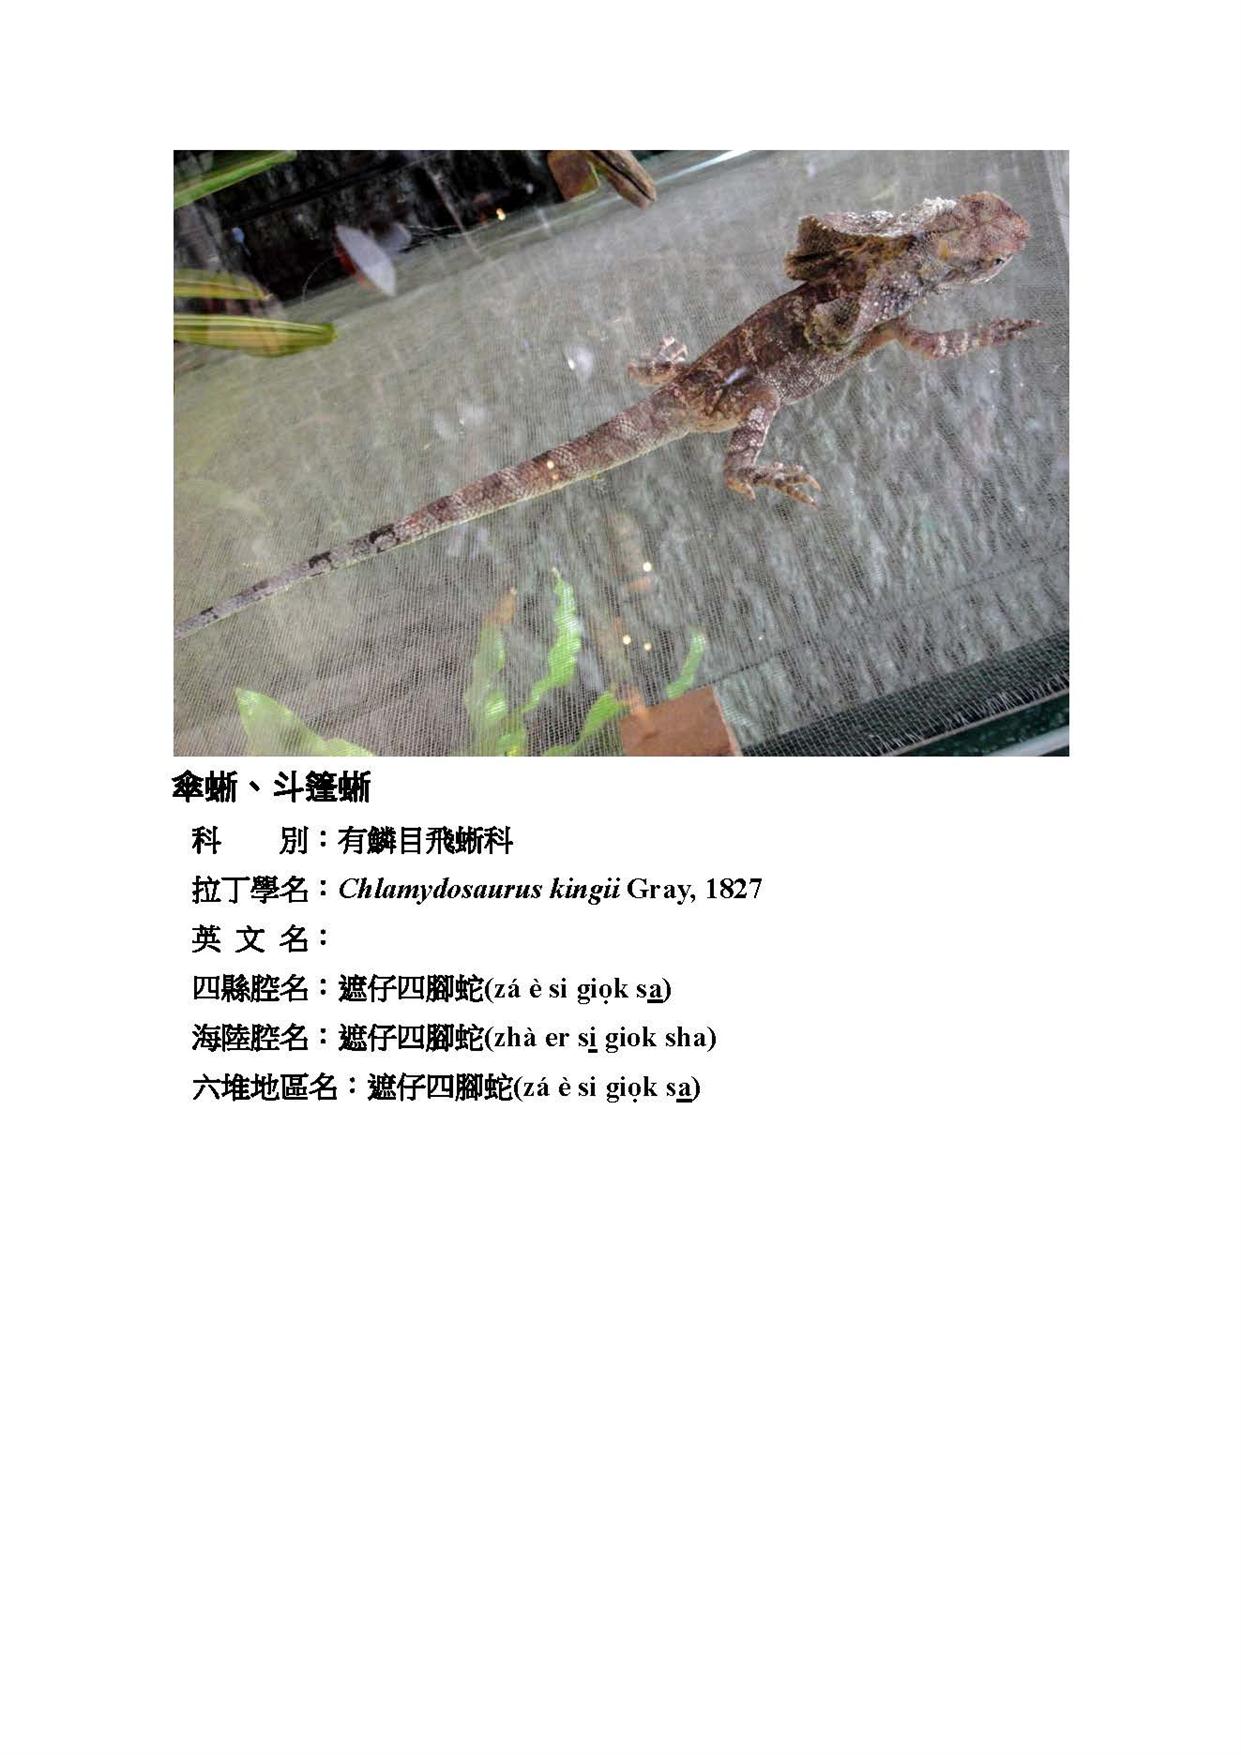 傘蜥、斗篷蜥
科　　別：有鱗目飛蜥科
拉丁學名：Chlamydosaurus kingii Gray, 1827
英 文 名：
四縣腔名：遮仔四腳蛇(zá è si giọk sa̲)
海陸腔名：遮仔四腳蛇(zhà er si̲ giok sha)
六堆地區名：遮仔四腳蛇(zá è si giọk sa̲)